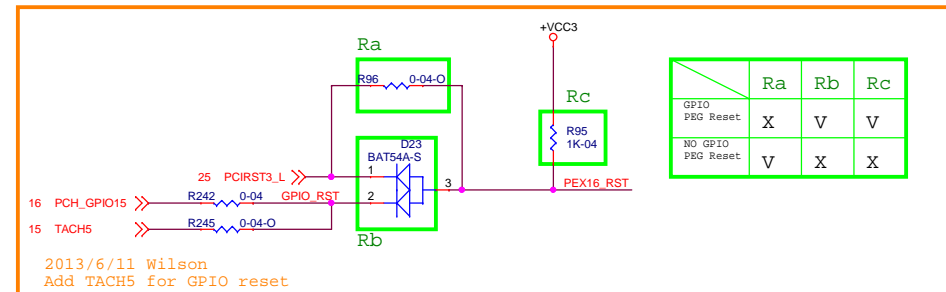 +VCC3
Ra
R96 0-04-O
Rc
R95
1K-04
D23
BAT54A-S
25 PCIRST3_L
1
3
PEX16_RST
16 PCH_GPIO15
R242 0-04
GPIO_RST
2
15 TACH5
R245 0-04-O
Rb
2013/6/11 Wilson
Add TACH5 for GPIO reset
Ra Rb Rc
GPIO
PEG Reset X V V
NO GPIO
PEG Reset V X X